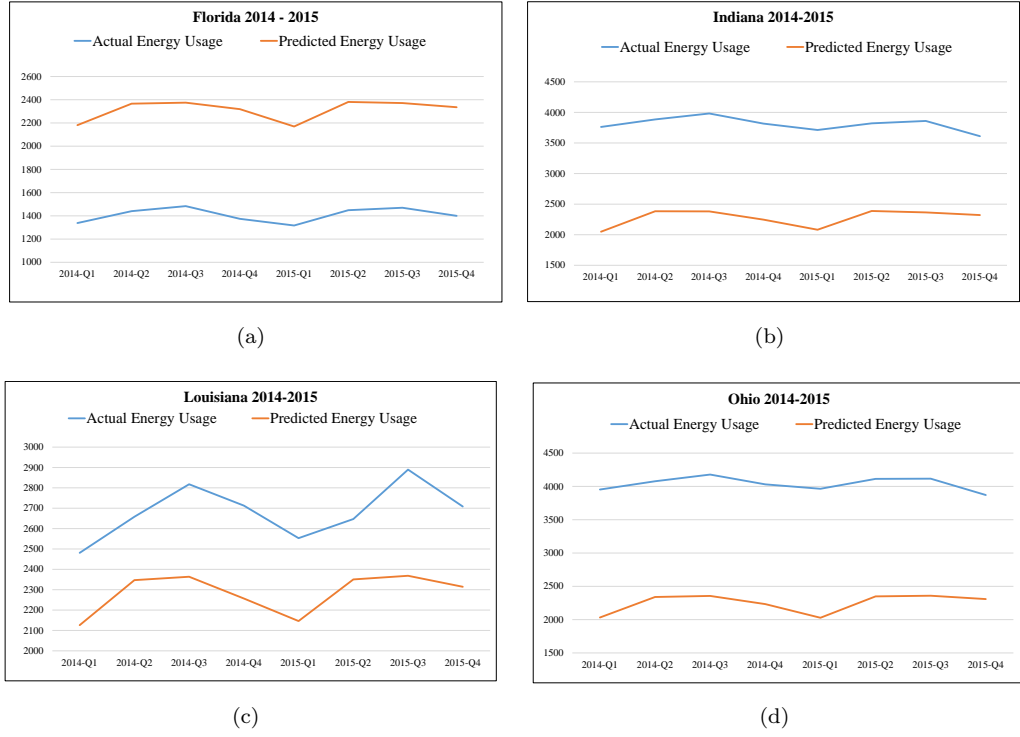 Florida 2014 - 2015
Actual Energy Usage Predicted Energy Usage
2600
2400
2200
2000
1800
1600
1400
1200
1000
2014-Q1 2014-Q2 2014-Q3 2014-Q4 2015-Q1 2015-Q2 2015-Q3 2015-Q4
(a)
Indiana 2014-2015
Actual Energy Usage Predicted Energy Usage
4500
4000
3500
3000
2500
2000
1500
2014-Q1 2014-Q2 2014-Q3 2014-Q4 2015-Q1 2015-Q2 2015-Q3 2015-Q4
(b)
Louisiana 2014-2015
Actual Energy Usage Predicted Energy Usage
3000
2900
2800
2700
2600
2500
2400
2300
2200
2100
2000
2014-Q1 2014-Q2 2014-Q3 2014-Q4 2015-Q1 2015-Q2 2015-Q3 2015-Q4
(c)
Ohio 2014-2015
Actual Energy Usage Predicted Energy Usage
4500
4000
3500
3000
2500
2000
1500
2014-Q1 2014-Q2 2014-Q3 2014-Q4 2015-Q1 2015-Q2 2015-Q3 2015-Q4
(d)